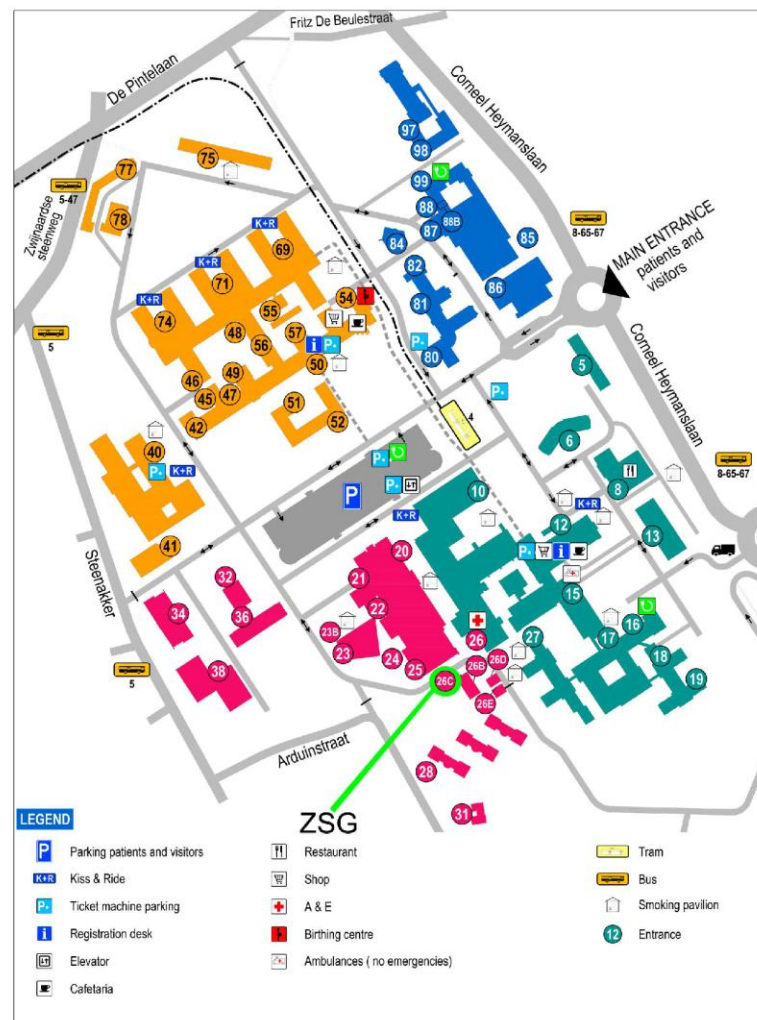 Fritz De Beulestraat
De Pintelaan
Corneel Heymanslaan
97
98
75
77
99
5-47
78
88
88B
8-65-67
MAIN ENTRANCE
patients and
visitors
Zwijnaardse
steenweg
K+R
69
84
87
85
K+R
71
82
86
K+R
74
54
81
55
48
57
56
i
P
50
P
80
5
5
46
49
45
47
51
P
4
Corneel Heymanslaan
42
52
6
40
P
K+R
P
P
P
10
8
8-65-67
K+R
K+R
12
13
41
20
P
i
Steenakker
21
15
32
34
22
36
23B
26
27
17
16
23
24
25
26B
26D
18
38
26C
19
5
26E
Arduinstraat
28
31
ZSG
LEGEND
P Parking patients and visitors
K+R Kiss & Ride
P Ticket machine parking
i Registration desk
Elevator
Cafetaria
Restaurant
Shop
A & E
Birthing centre
Ambulances ( no emergencies)
Tram
Bus
Smoking pavilion
12 Entrance